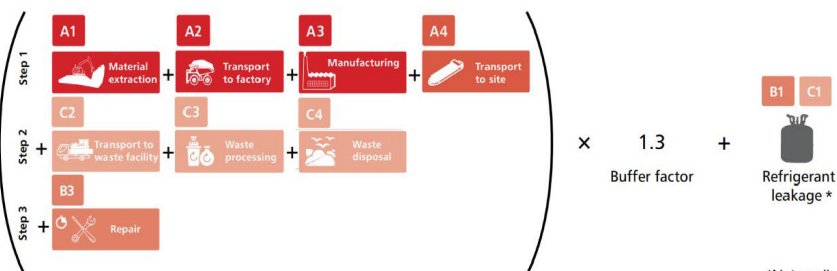 A1 A2 A3 A4
Step 1
Material extraction + Transport to factory + Manufacturing + Transport to site
B1 C1
C2 C3 C4
Step 2
+ Transport to waste facility + Waste processing + Waste disposal
× 1.3 +
Buffer factor
Refrigerant
leakage *
B3
Step 3
+ Repair